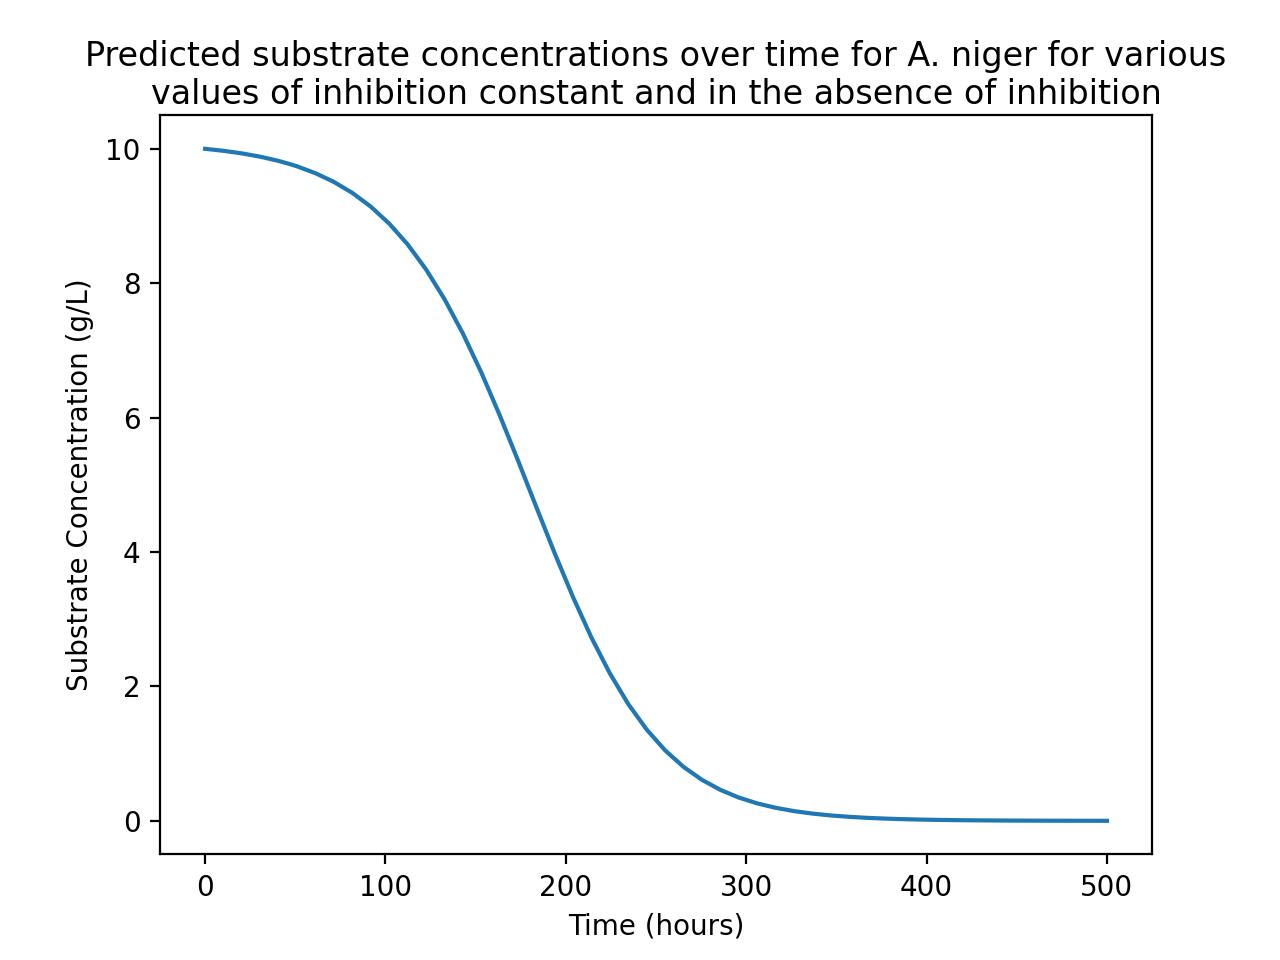 Predicted substrate concentrations over time for A. niger for various
values of inhibition constant and in the absence of inhibition
10
8
6
4
2
0
Substrate Concentration (g/L)
0 100 200 300 400 500
Time (hours)